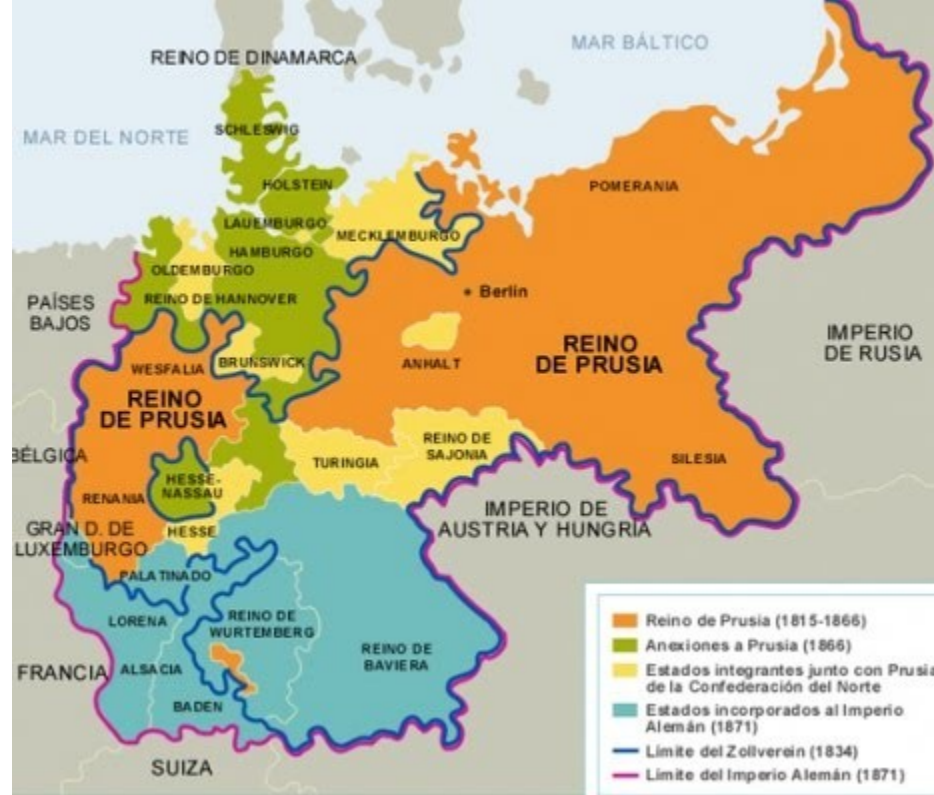 REINO DE DINAMARCA
MAR BÁLTICO
MAR DEL NORTE
SCHLESWIG
HOLSTEIN
POMERANIA
LAUEMBURGO
MECKLEMBURGO
HAMBURGO
OLDEMBURGO
REINO DE HANNOVER
Berlín
PAÍSES
BAJOS
IMPERIO
DE RUSIA
WESFALIA
BRUNSWICK
ANHALT
REINO
DE PRUSIA
REINO
DE PRUSIA
BÉLGICA
TURINGIA
REINO DE
SAJONIA
SILESIA
HESSE-
NASSAU
RENANIA
IMPERIO DE
AUSTRIA Y HUNGRÍA
GRAN D. DE
LUXEMBURGO
HESSE
PALATINADO
LORENA
REINO DE
WURTEMBERG
REINO DE
BAVIERA
FRANCIA
ALSACIA
BADEN
SUIZA
Reino de Prusia (1815-1866)
Anexiones a Prusia (1866)
Estados integrantes junto con Prusia
de la Confederación del Norte
Estados incorporados al Imperio
Alemán (1871)
Límite del Zollverein (1834)
Límite del Imperio Alemán (1871)